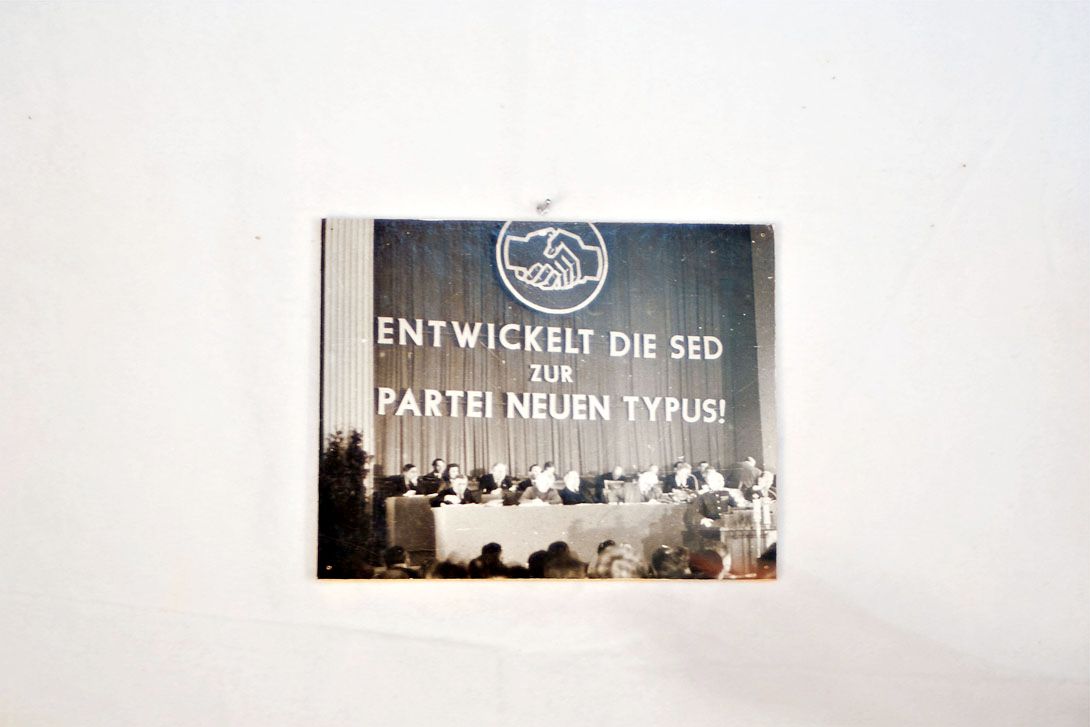 ENTWICKELT DIE SED
ZUR
PARTEI NEUEN TYPUS!